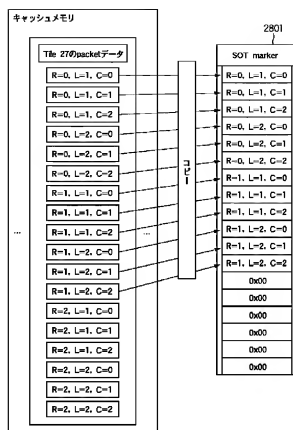 キャッシュメモリ
Tile 27のpacketデータ
R=0, L=1, C=0
R=0, L=1, C=1
R=0, L=1, C=2
R=0, L=2, C=0
R=0, L=2, C=1
R=0, L=2, C=2
R=1, L=1, C=0
R=1, L=1, C=1
R=1, L=1, C=2
R=1, L=2, C=0
R=1, L=2, C=1
R=1, L=2, C=2
R=2, L=1, C=0
R=2, L=1, C=1
R=2, L=1, C=2
R=2, L=2, C=0
R=2, L=2, C=1
R=2, L=2, C=2
…
…
コピー
2801
SOT marker
R=0, L=1, C=0
R=0, L=1, C=1
R=0, L=1, C=2
R=0, L=2, C=0
R=0, L=2, C=1
R=0, L=2, C=2
R=1, L=1, C=0
R=1, L=1, C=1
R=1, L=1, C=2
R=1, L=2, C=0
R=1, L=2, C=1
R=1, L=2, C=2
0x00
0x00
0x00
0x00
0x00
0x00